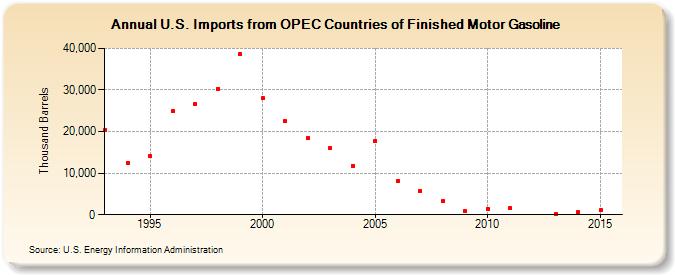 Annual U.S. Imports from OPEC Countries of Finished Motor Gasoline
Thousand Barrels
40,000
30,000
20,000
10,000
0
1995 2000 2005 2010 2015
Source: U.S. Energy Information Administration